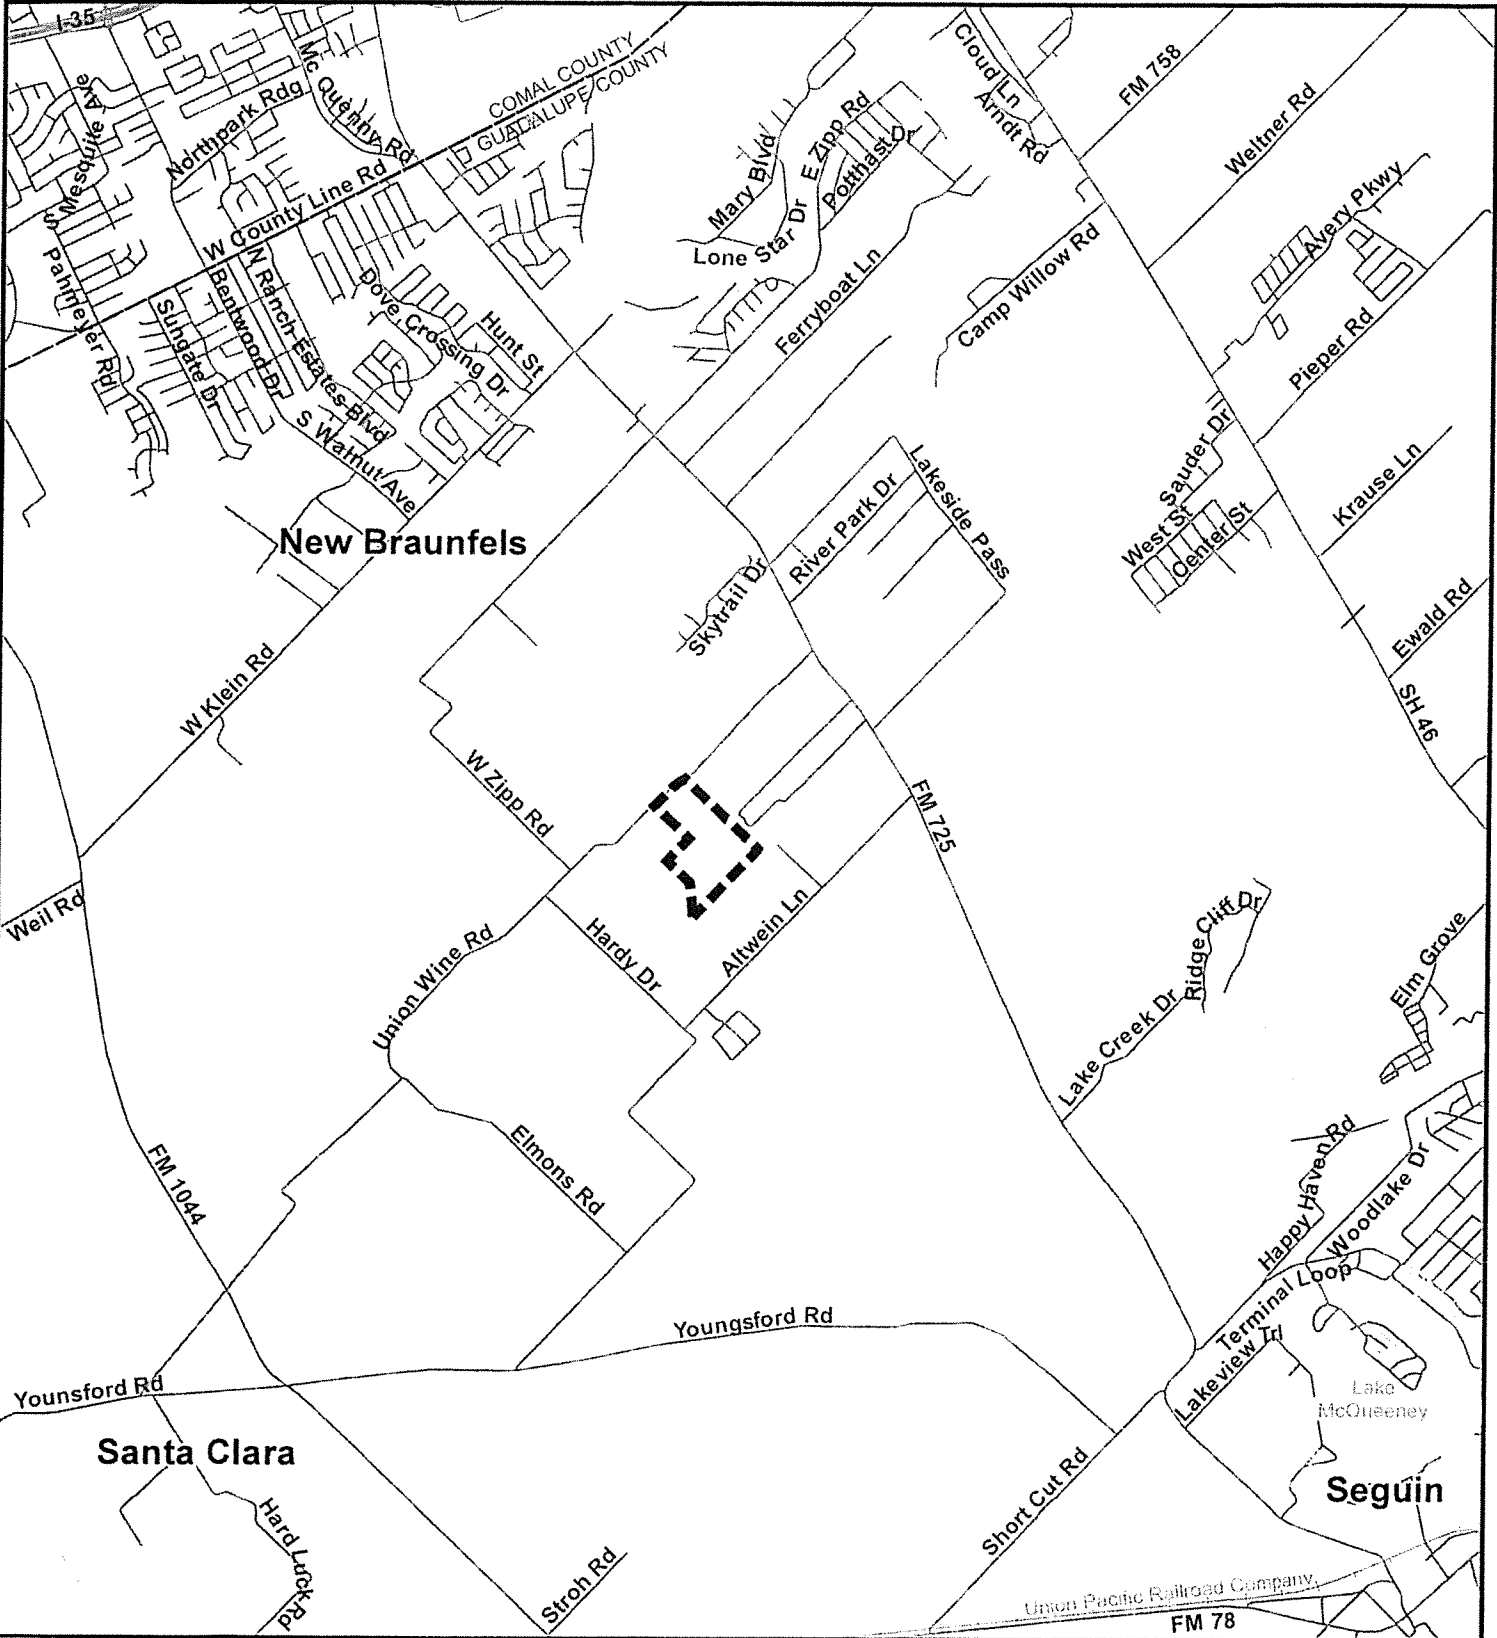 I-35
S Mesquite Ave
Northpark Rdg
Mc Quenny Rd
COMAL COUNTY
GUADALUPE COUNTY
Cloud Ln
Arndt Rd
FM 758
Weltner Rd
Mary Blvd
E Zipp Rd
Potthast Dr
Lone Star Dr
Avery Pkwy
W County Line Rd
Pahmeyer Rd
Sungate Dr
Bentwood Dr
N Ranch Estates Blvd
Dove Crossing Dr
Hunt St
Ferryboat Ln
Camp Willow Rd
Pieper Rd
S Walnut Ave
Sauder Dr
Krause Ln
Lakeside Pass
River Park Dr
West St
Center St
New Braunfels
Skytrail Dr
Ewald Rd
W Klein Rd
SH 46
W Zipp Rd
FM 725
Weil Rd
Union Wine Rd
Hardy Dr
Altwein Ln
Ridge Cliff Dr
Elm Grove
Lake Creek Dr
FM 1044
Elmons Rd
Happy Haven Rd
Woodlake Dr
Terminal Loop
Lakeview Trl
Youngsford Rd
Younsford Rd
Lake
McQueeney
Santa Clara
Seguin
Hard Luck Rd
Stroh Rd
Short Cut Rd
Union Pacific Railroad Company
FM 78